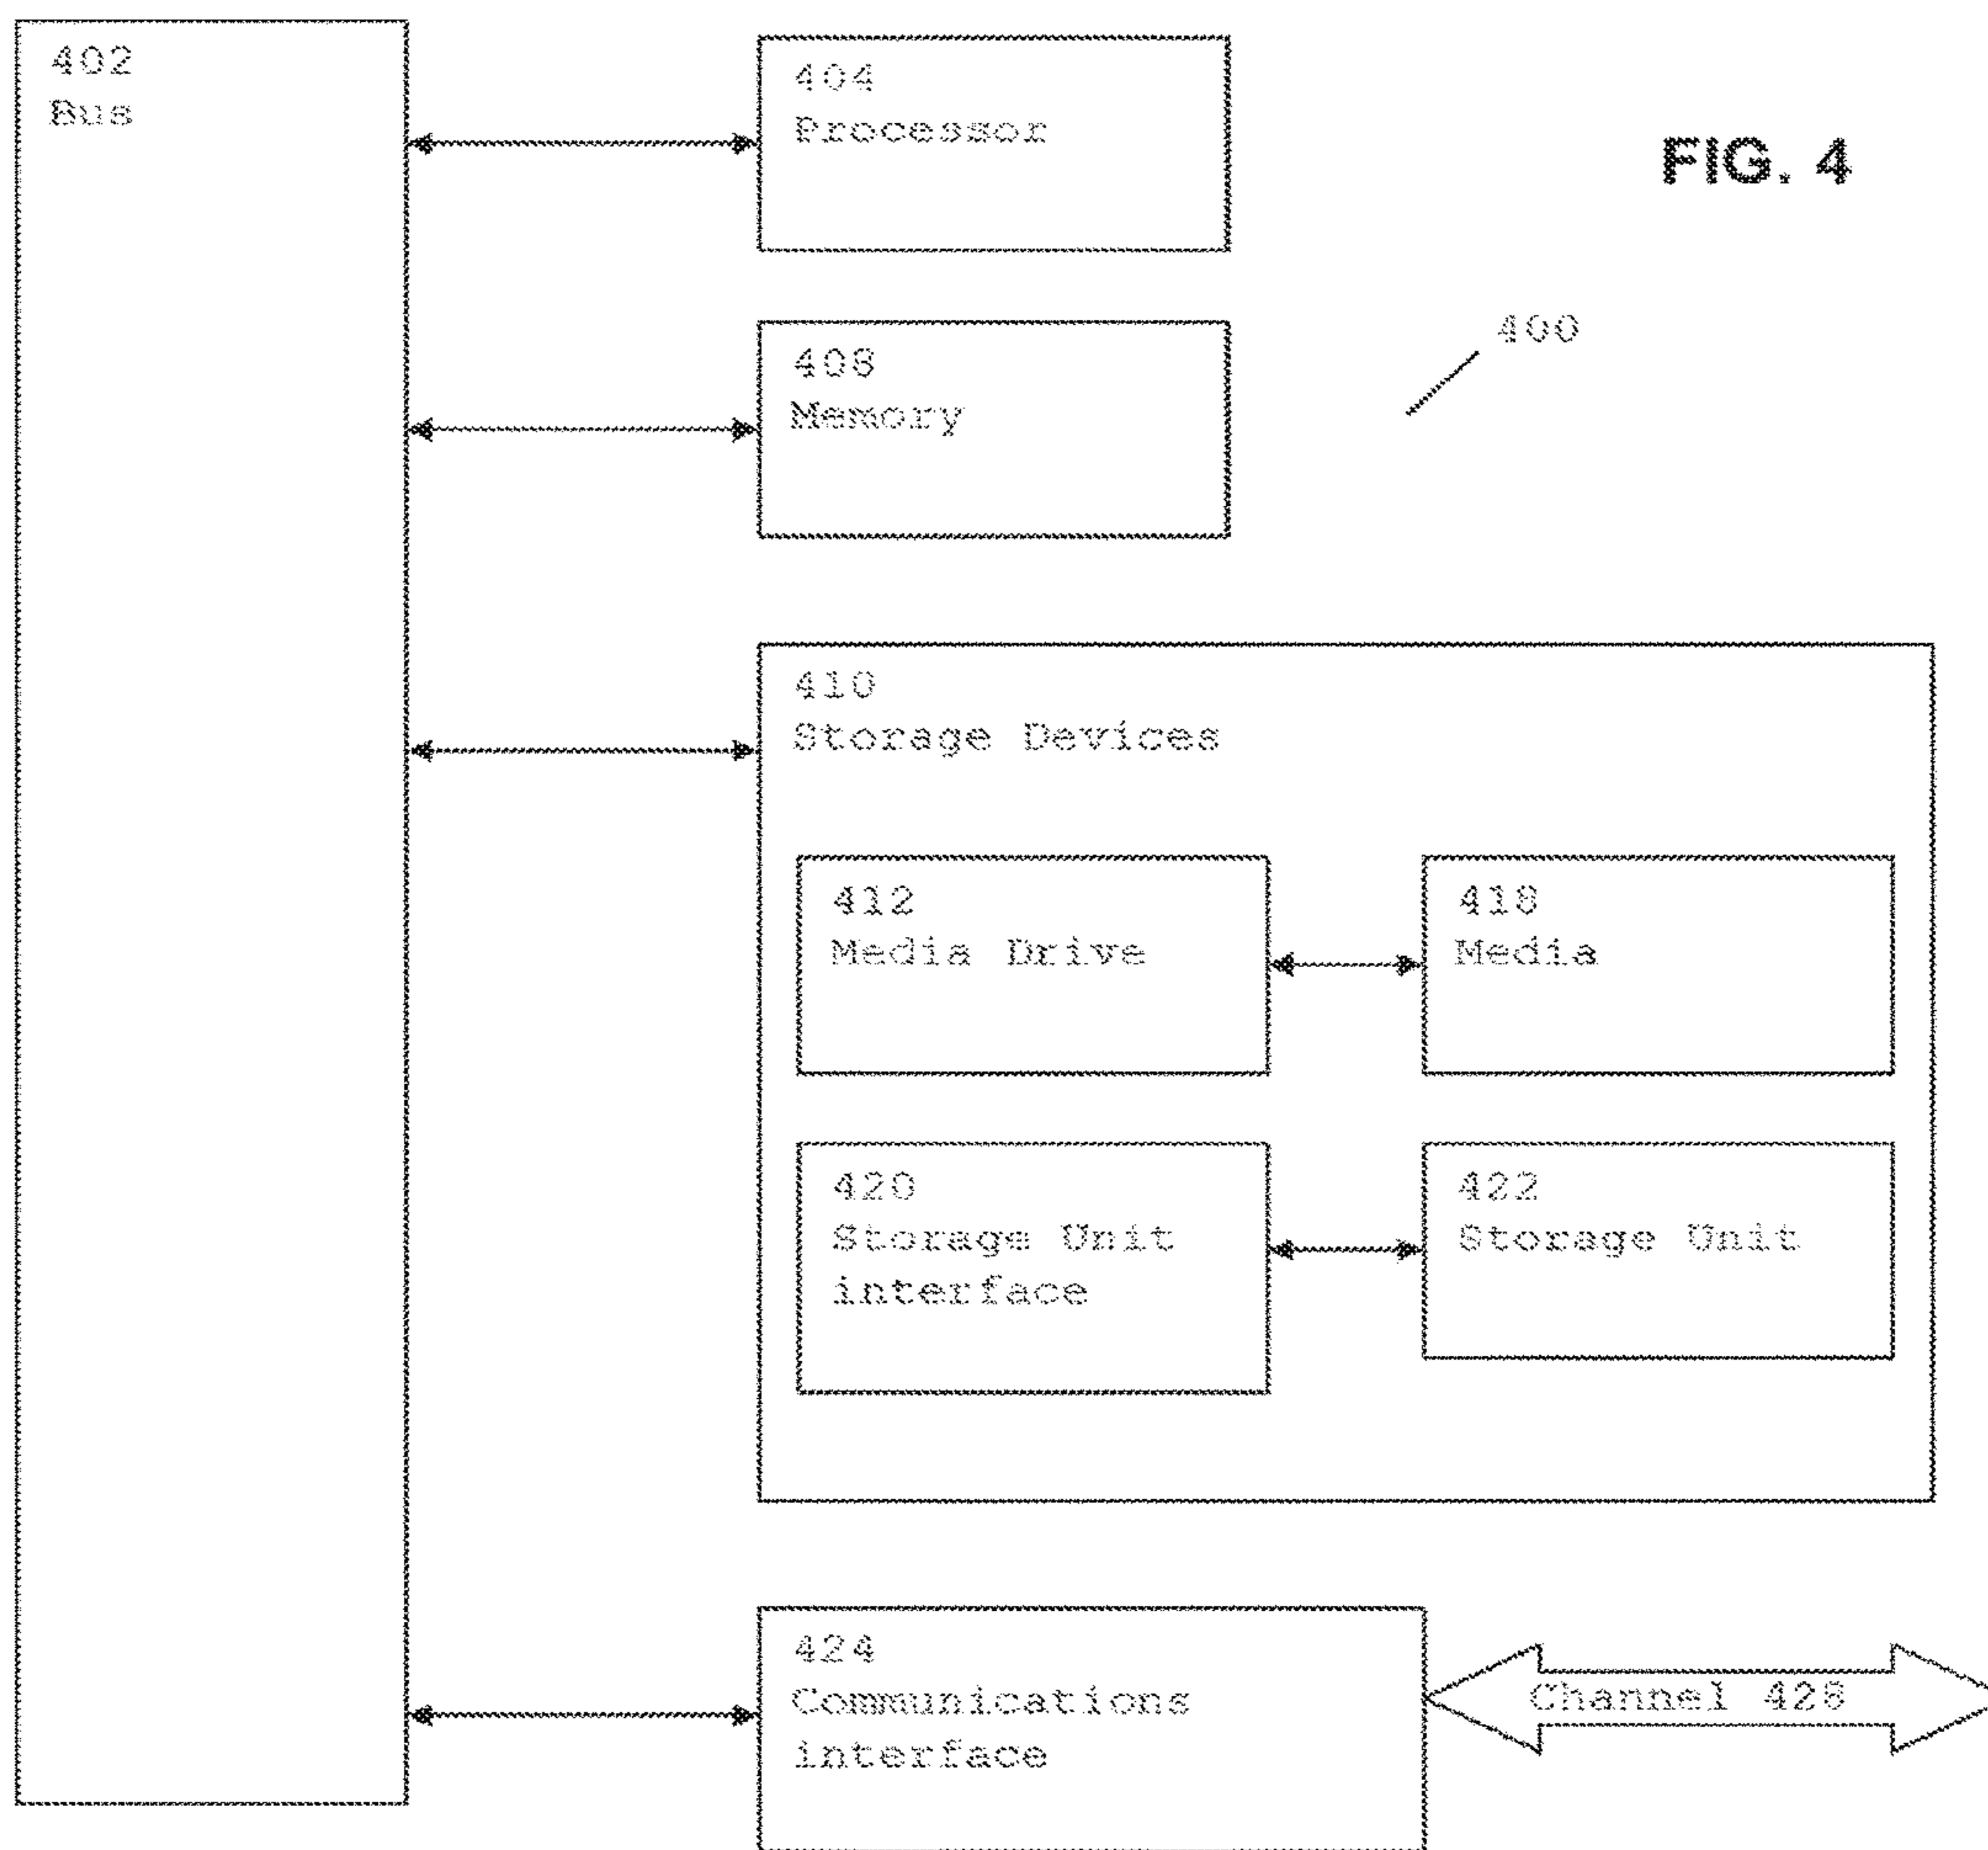 402
Bus
404
Processor
FIG. 4
400
408
Memory
410
Storage Devices
412
Media Drive
418
Media
420
Storage Unit
interface
422
Storage Unit
424
Communications
interface
Channel 428